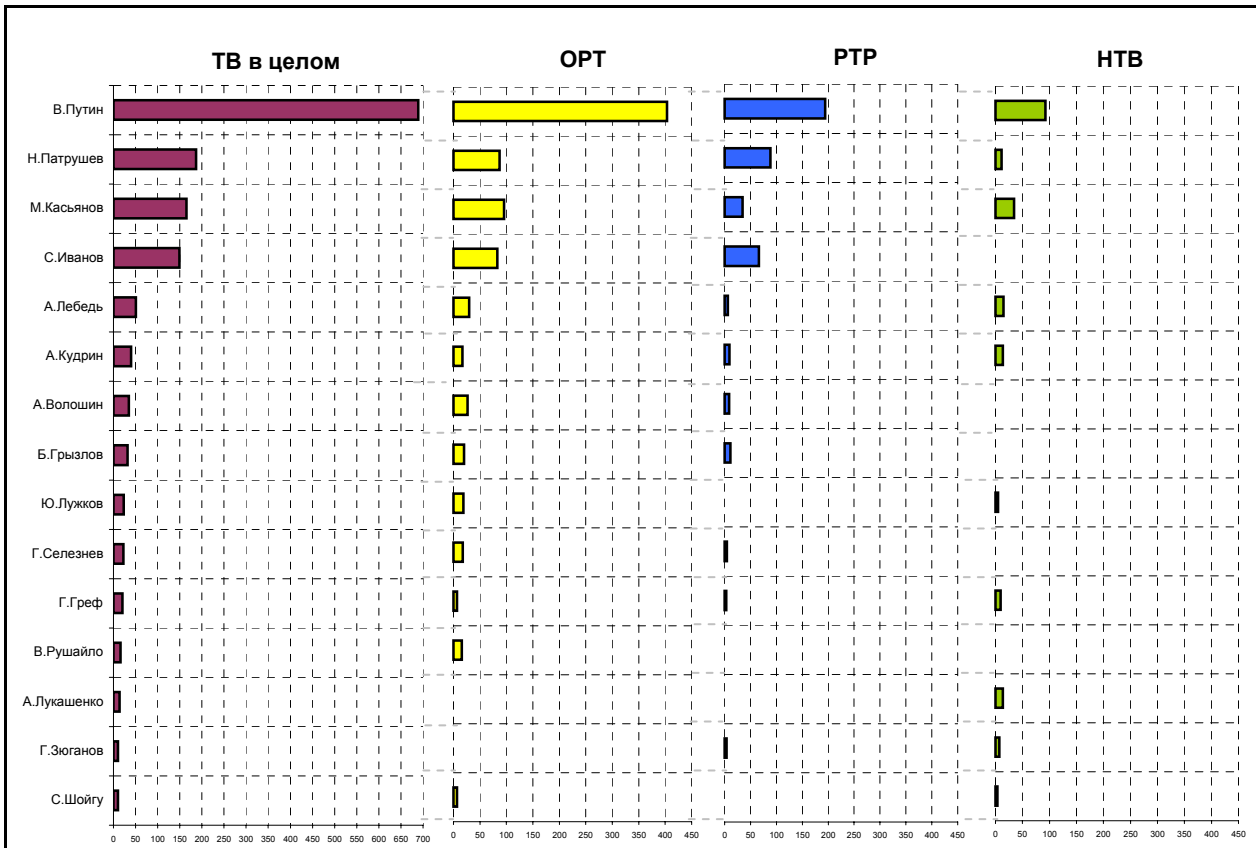 ТВ в целом ОРТ РТР НТВ
В.Путин
Н.Патрушев
М.Касьянов
С.Иванов
А.Лебедь
А.Кудрин
А.Волошин
Б.Грызлов
Ю.Лужков
Г.Селезнев
Г.Греф
В.Рушайло
А.Лукашенко
Г.Зюганов
С.Шойгу
0 50 100 150 200 250 300 350 400 450 500 550 600 650 700 0 50 100 150 200 250 300 350 400 450 0 50 100 150 200 250 300 350 400 450 0 50 100 150 200 250 300 350 400 450